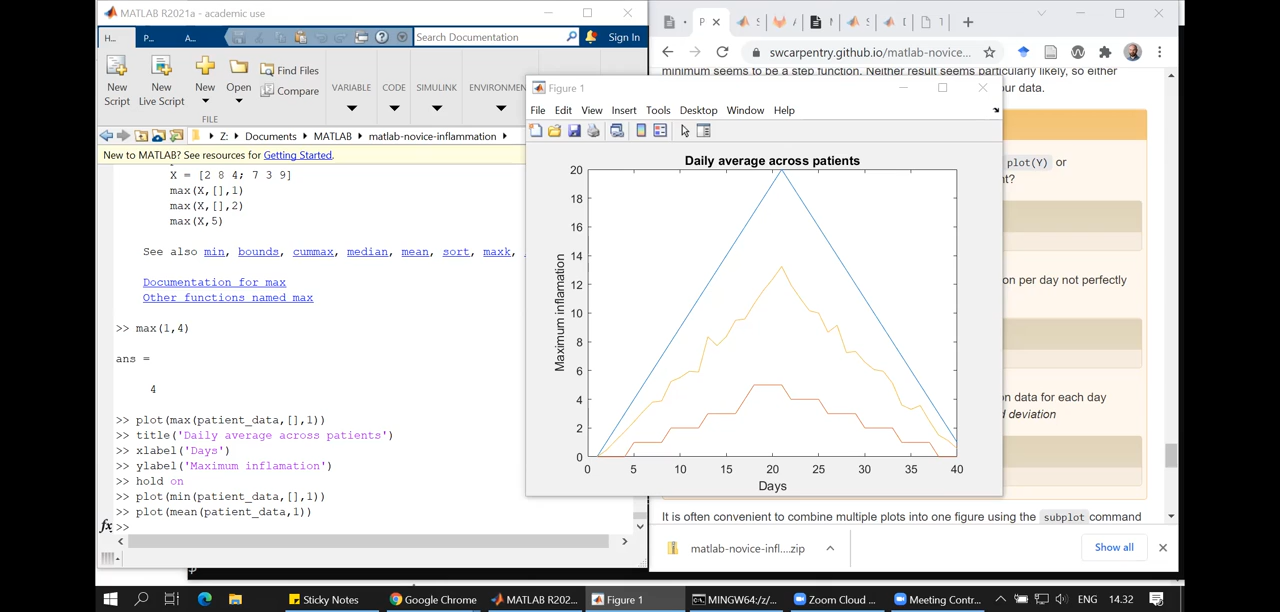 MATLAB R2021a - academic use
H...
P...
A...
Search Documentation
Sign In
New
Script
New
Live Script
New
Open
Find Files
Compare
VARIABLE
CODE
SIMULINK
ENVIRONMEN
FILE
Z: Documents MATLAB matlab-novice-inflammation
New to MATLAB? See resources for Getting Started.
X = [2 8 4; 7 3 9]
max(X,[],1)
max(X,[],2)
max(X,5)
See also min, bounds, cummax, median, mean, sort, maxk,
Documentation for max
Other functions named max
>> max(1,4)
ans =
4
>> plot(max(patient_data,[],1))
>> title('Daily average across patients')
>> xlabel('Days')
>> ylabel('Maximum inflamation')
>> hold on
>> plot(min(patient_data,[],1))
>> plot(mean(patient_data,1))
fx >>
Figure 1
File Edit View Insert Tools Desktop Window Help
Daily average across patients
20
18
16
14
12
10
8
6
4
2
0
Maximum inflamation
0 5 10 15 20 25 30 35 40
Days
P
swcarpentry.github.io/matlab-novice...
minimum seems to be a step function. Neither result seems particularly likely, so either
our data.
plot(Y) or
nt?
on per day not perfectly
on data for each day
deviation
It is often convenient to combine multiple plots into one figure using the subplot command
matlab-novice-infl....zip
Show all
Sticky Notes
Google Chrome
MATLAB R202...
Figure 1
MINGW64:/z/...
Zoom Cloud ...
Meeting Contr...
ENG
14.32